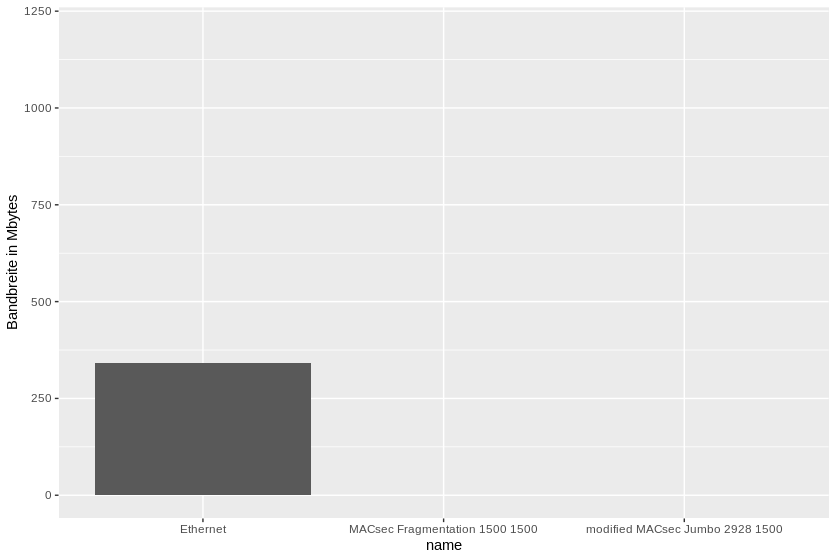 1250
1000
750
500
250
0
Bandbreite in Mbytes
Ethernet
MACsec Fragmentation 1500 1500
modified MACsec Jumbo 2928 1500
name